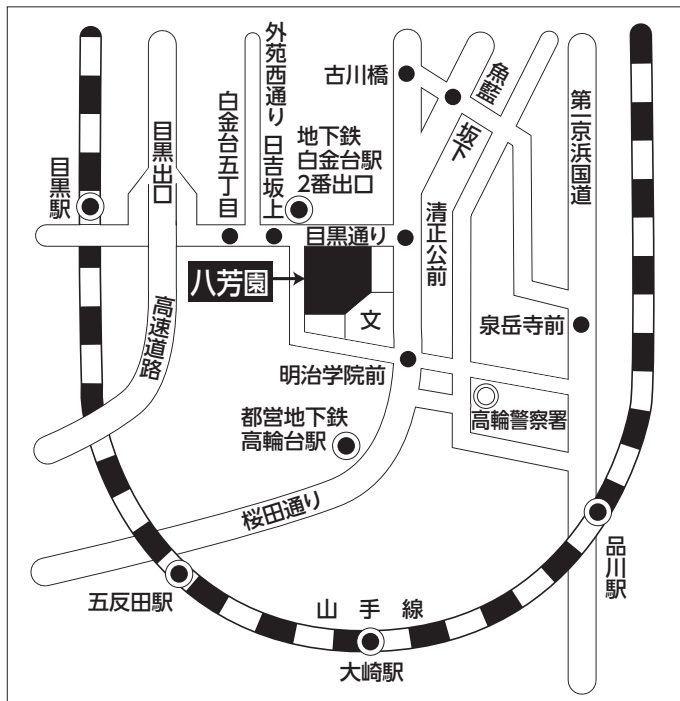 外苑西通り
古川橋
魚藍
坂下
第一京浜国道
白金台五丁目
目黒出口
日吉坂上
地下鉄
白金台駅
2番出口
目黒駅
目黒通り
清正公前
八芳園
文
高速道路
泉岳寺前
明治学院前
都営地下鉄
高輪台駅
高輪警察署
桜田通り
品川駅
五反田駅
山手線
大崎駅